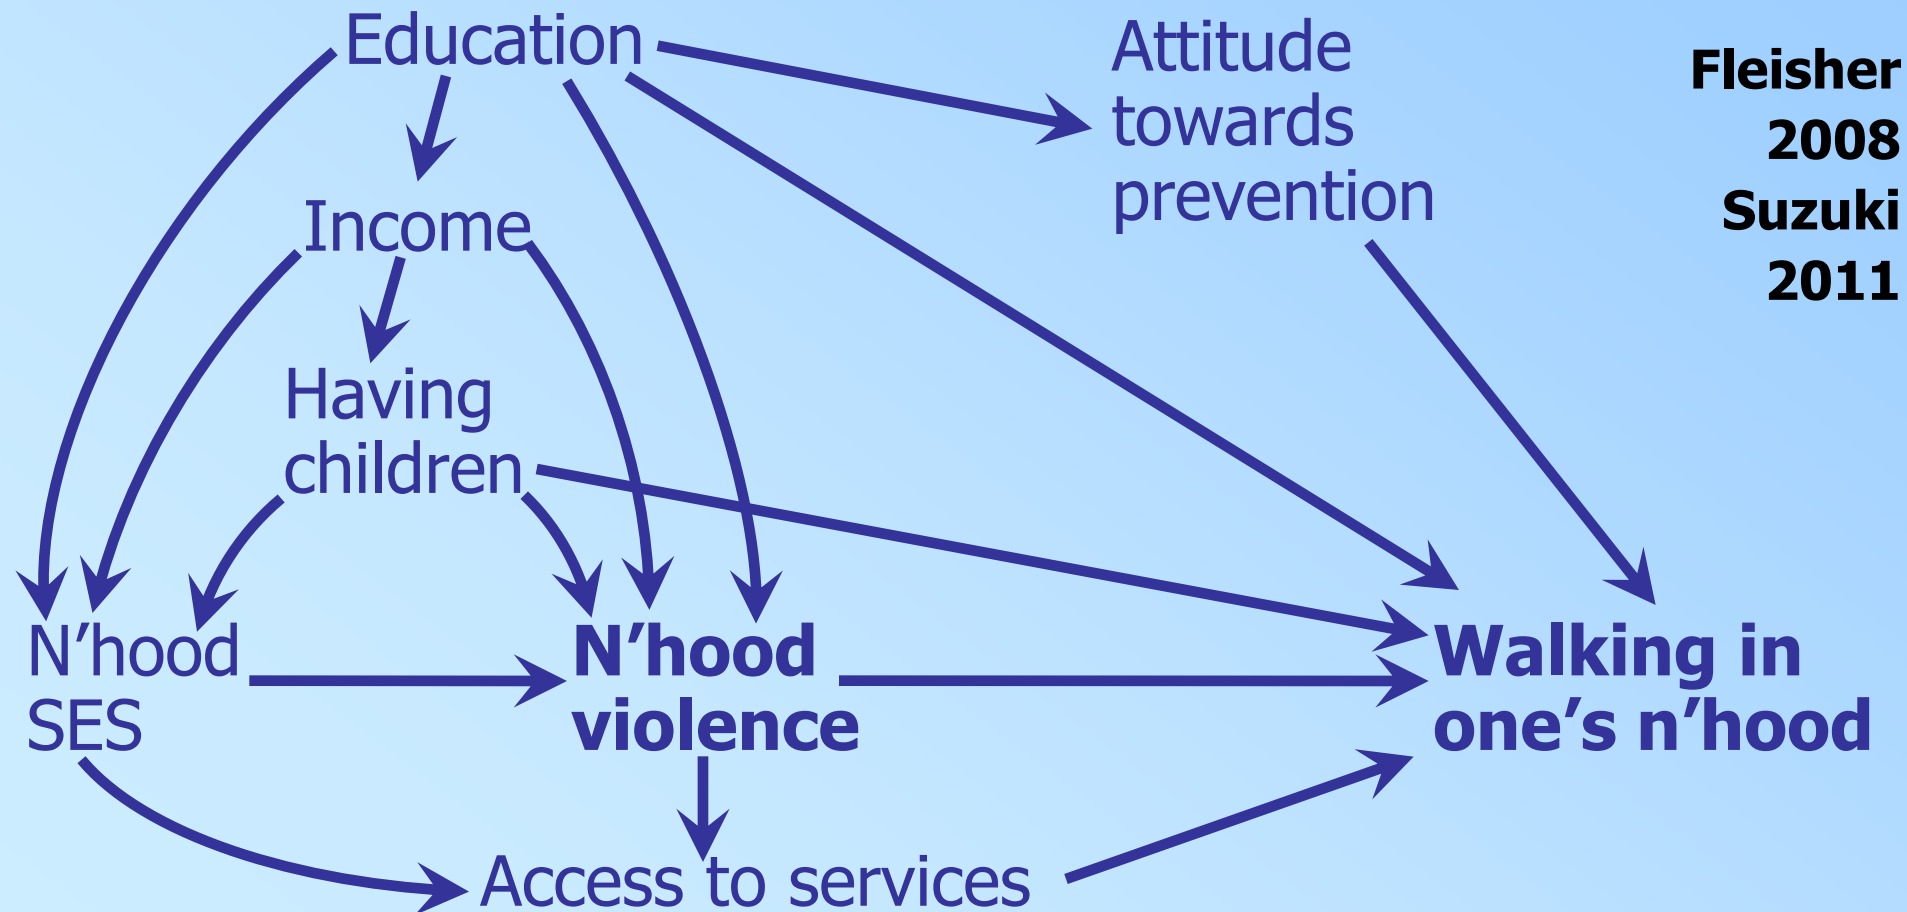 Education
Attitude
towards
prevention
Fleisher
2008
Suzuki
2011
Income
Having
children
N'hood
SES
N'hood
violence
Walking in
one's n'hood
Access to services